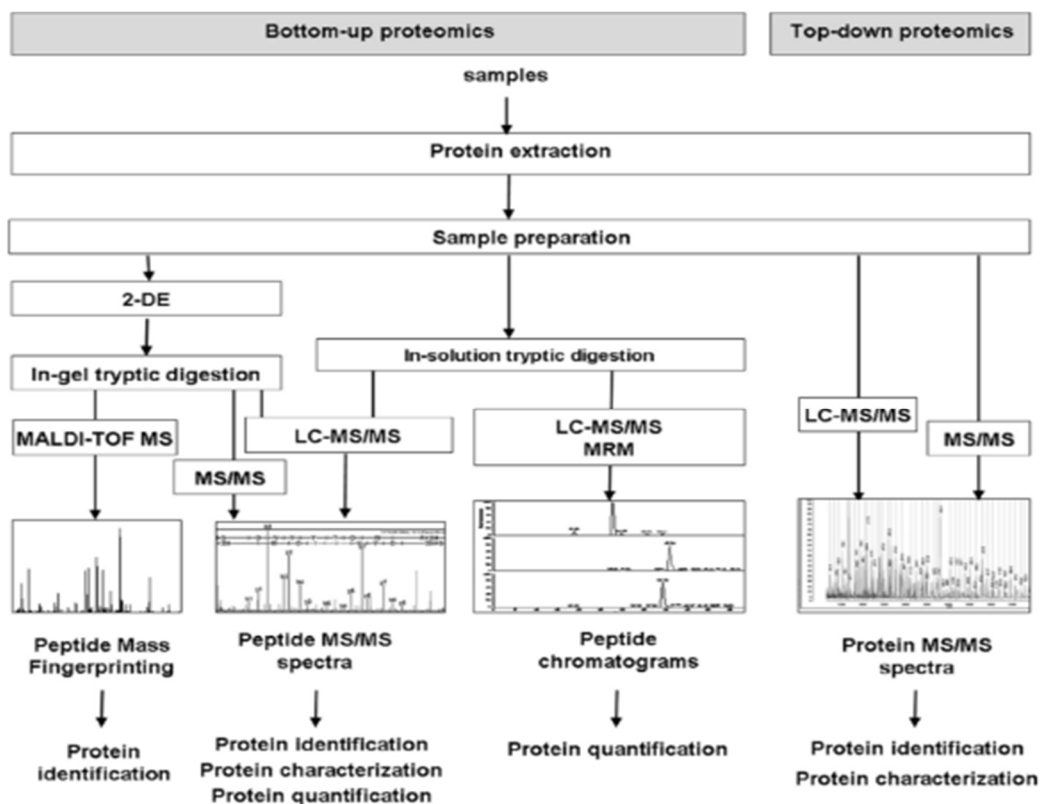 Bottom-up proteomics
Top-down proteomics
samples
Protein extraction
Sample preparation
2-DE
In-solution tryptic digestion
In-gel tryptic digestion
LC-MS/MS
MRM
LC-MS/MS
MALDI-TOF MS
LC-MS/MS
MS/MS
MS/MS
Peptide Mass
Fingerprinting
Peptide MS/MS
spectra
Peptide
chromatograms
Protein MS/MS
spectra
Protein
identification
Protein identification
Protein characterization
Protein quantification
Protein quantification
Protein identification
Protein characterization